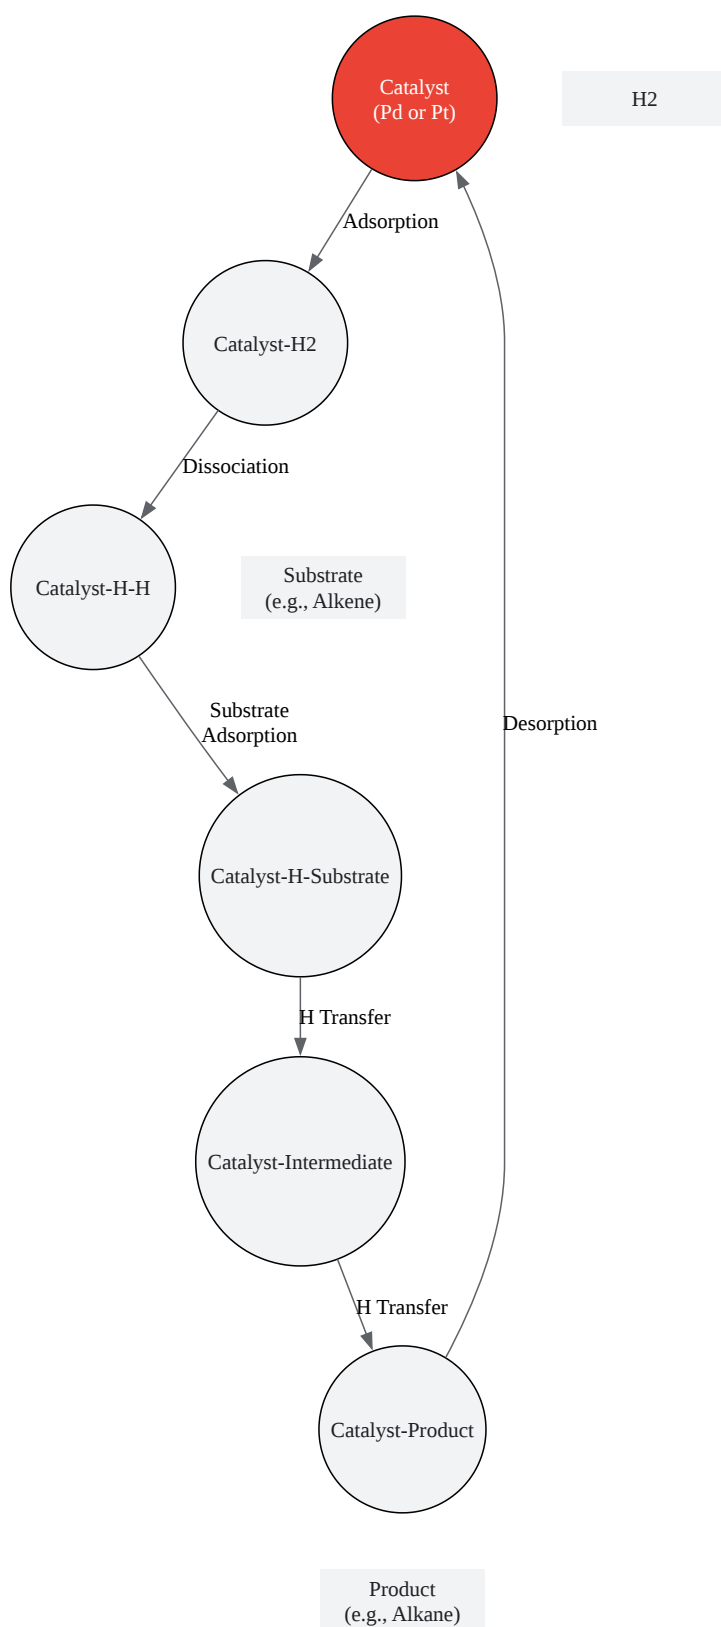 Catalyst
(Pd or Pt)
H2
Adsorption
Catalyst-H2
Dissociation
Catalyst-H-H
Substrate
(e.g., Alkene)
Substrate
Adsorption
Desorption
Catalyst-H-Substrate
H Transfer
Catalyst-Intermediate
H Transfer
Catalyst-Product
Product
(e.g., Alkane)